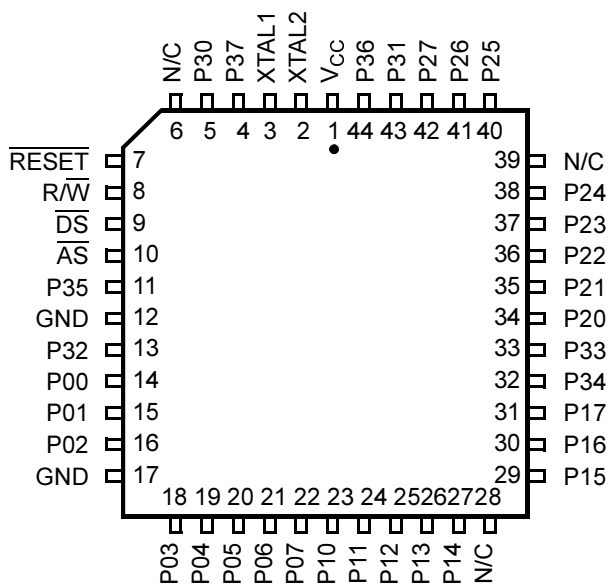 N/C P30 P37 XTAL1 XTAL2 VCC P36 P31 P27 P26 P25
6 5 4 3 2 1 44 43 42 41 40
RESET 7 39 N/C
R/W 8 38 P24
DS 9 37 P23
AS 10 36 P22
P35 11 35 P21
GND 12 34 P20
P32 13 33 P33
P00 14 32 P34
P01 15 31 P17
P02 16 30 P16
GND 17 29 P15
18 19 20 21 22 23 24 25 26 27 28
P03 P04 P05 P06 P07 P10 P11 P12 P13 P14 N/C